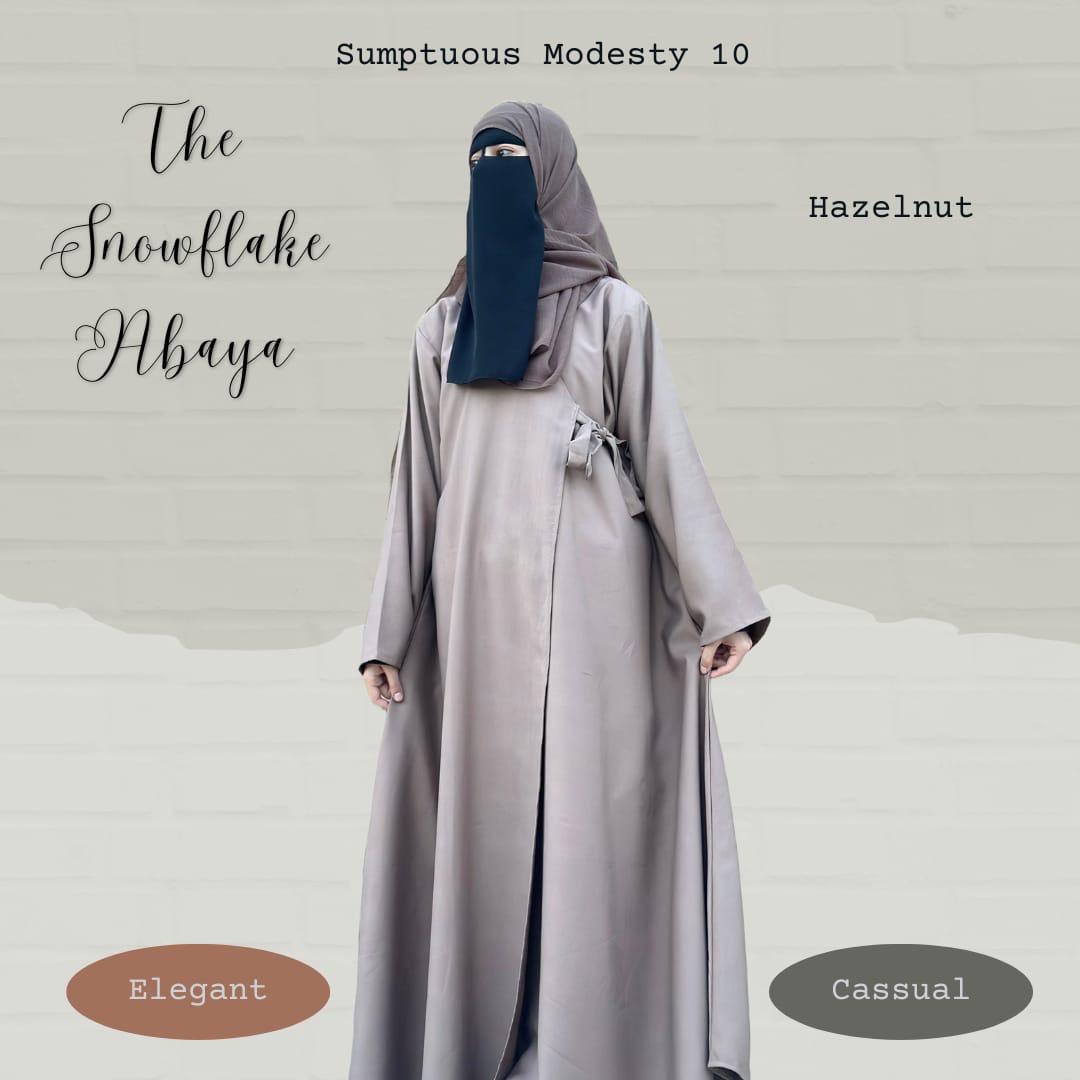 Sumptuous Modesty 10
The
Snowflake
Abaya
Hazelnut
Elegant
Cassual